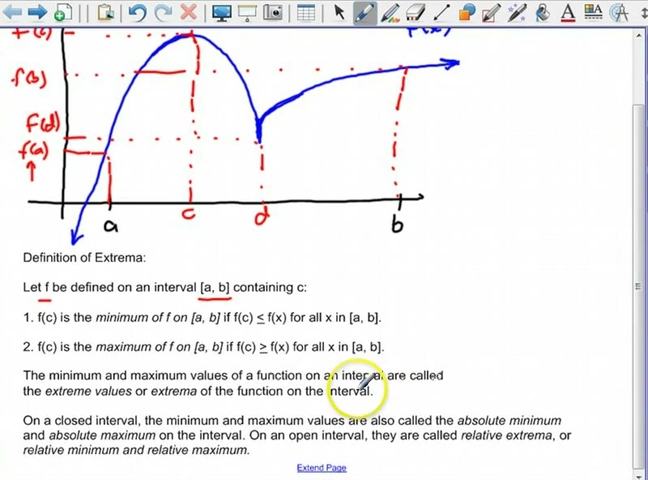 f(c)
f(x)
f(b)
f(d)
f(a)
a
c
d
b
Definition of Extrema:
Let f be defined on an interval [a, b] containing c:
1. f(c) is the minimum of f on [a, b] if f(c) ≤ f(x) for all x in [a, b].
2. f(c) is the maximum of f on [a, b] if f(c) ≥ f(x) for all x in [a, b].
The minimum and maximum values of a function on an interval are called
the extreme values or extrema of the function on the interval.
On a closed interval, the minimum and maximum values are also called the absolute minimum
and absolute maximum on the interval. On an open interval, they are called relative extrema, or
relative minimum and relative maximum.
Extend Page